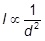 I ∝ 1/d²